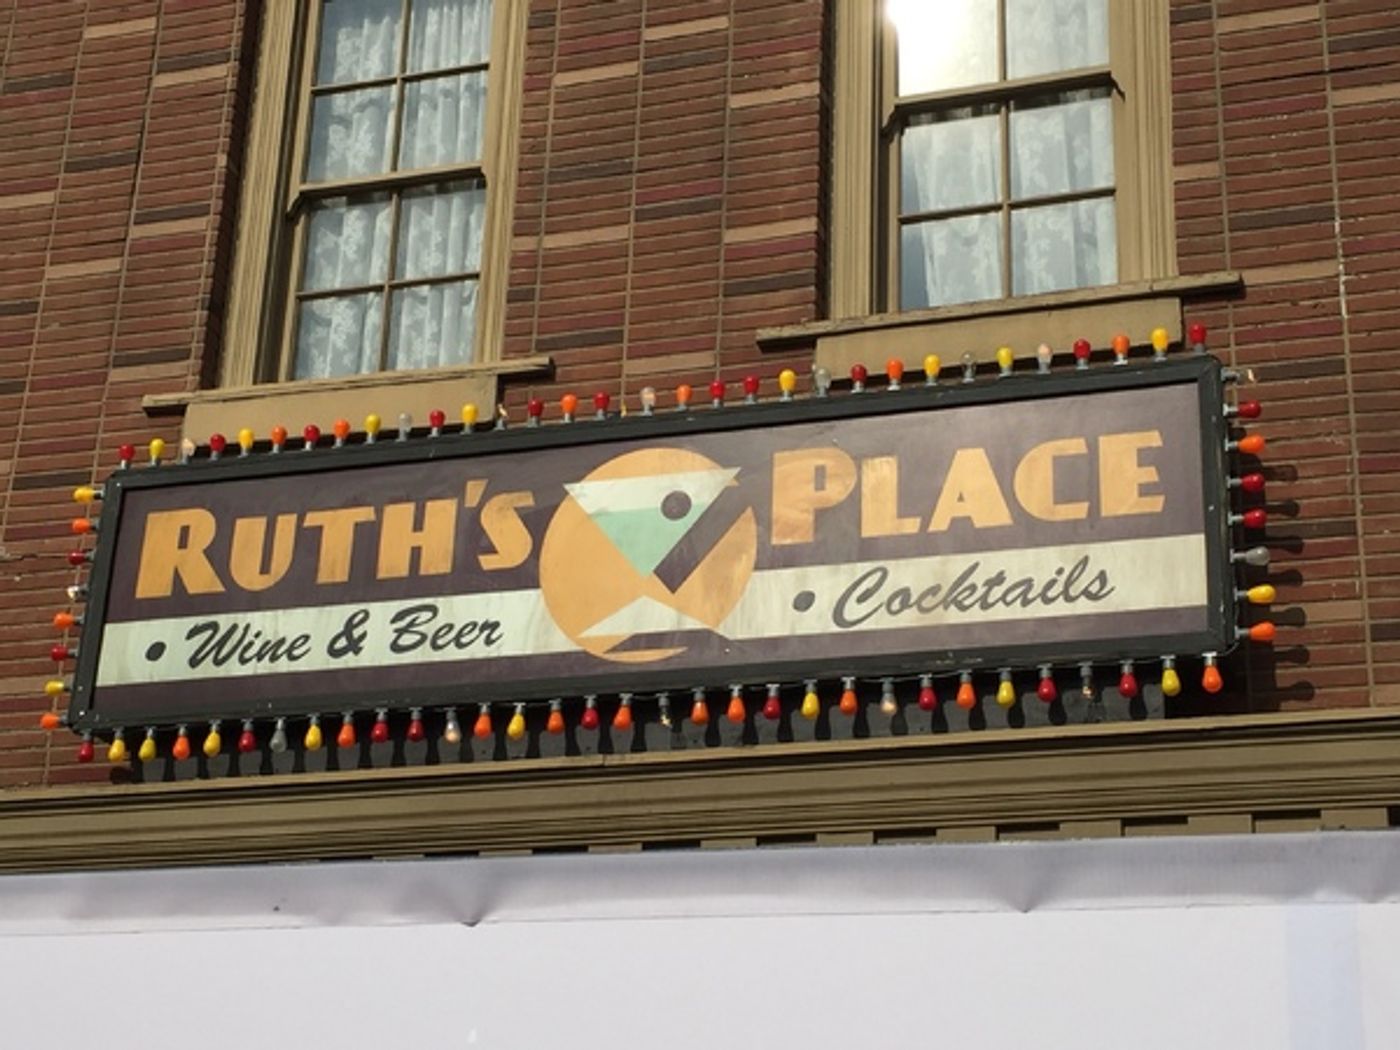 RUTH'S PLACE
• Wine & Beer • Cocktails